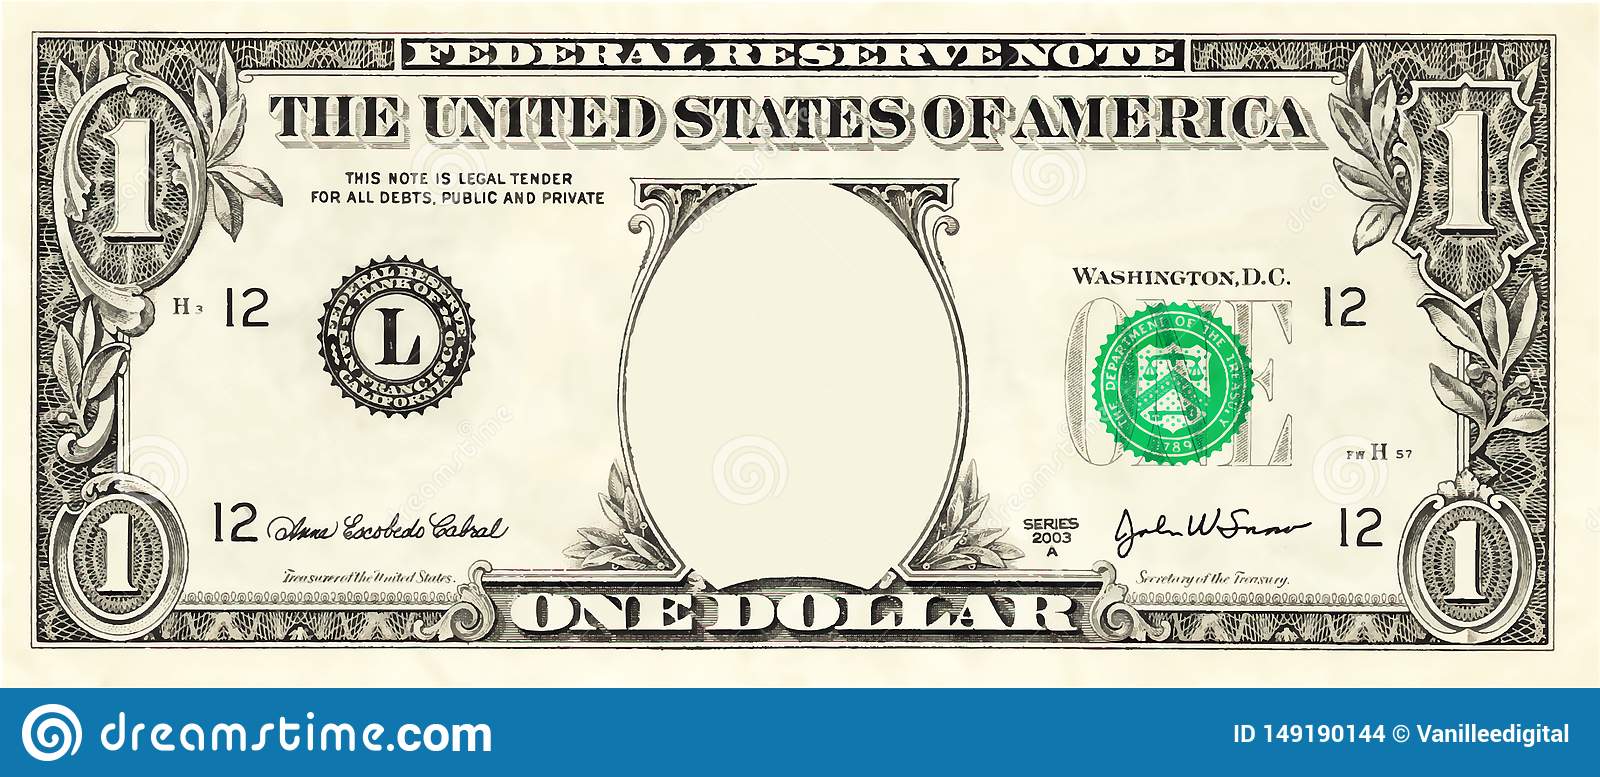 FEDERAL RESERVE NOTE
THE UNITED STATES OF AMERICA
THIS NOTE IS LEGAL TENDER
FOR ALL DEBTS, PUBLIC AND PRIVATE
1
1
WASHINGTON, D.C.
H 3
12
FEDERAL RESERVE
BANK OF
SAN FRANCISCO
CALIFORNIA
L
12
ONE
THE DEPARTMENT OF THE TREASURY
1789
FW H 57
12
Anna Escobedo Cabral
SERIES
2003
A
John W Snow
12
Treasurer of the United States.
Secretary of the Treasury.
1
1
ONE DOLLAR
dreamstime
dreamstime.com
ID 149190144 © Vanilleedigital